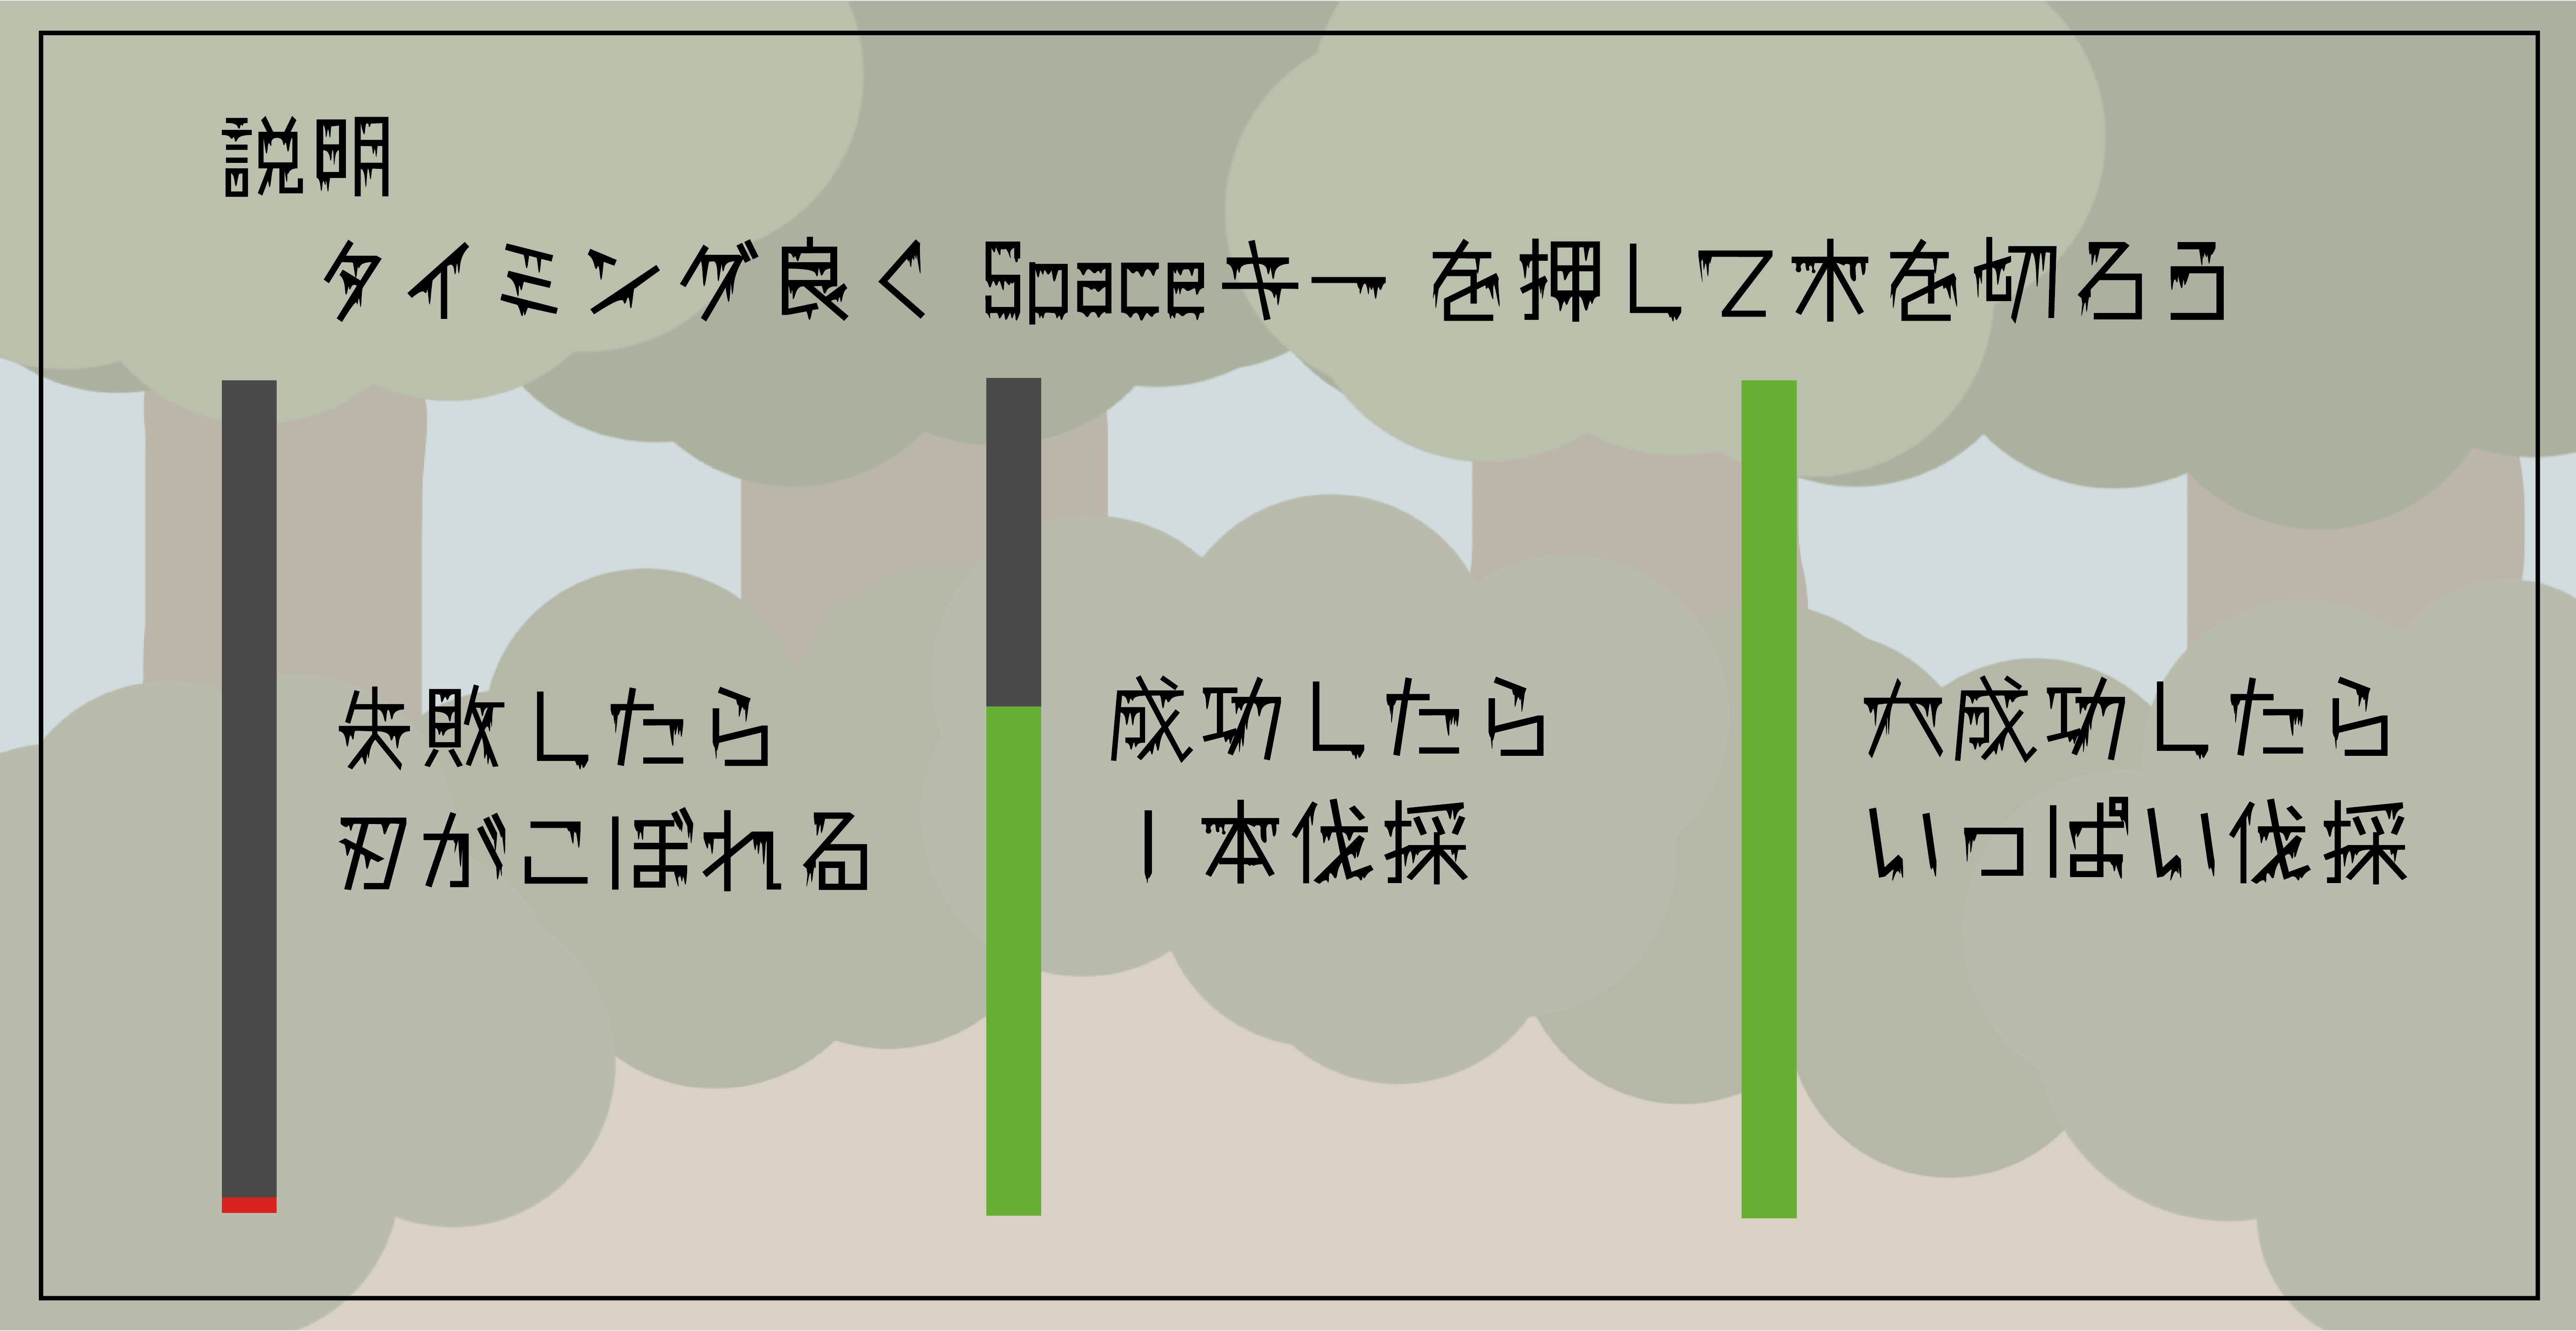 説明
タイミング良く Spaceキー を押して木を切ろう
失敗したら
刃がこぼれる
成功したら
1本伐採
大成功したら
いっぱい伐採